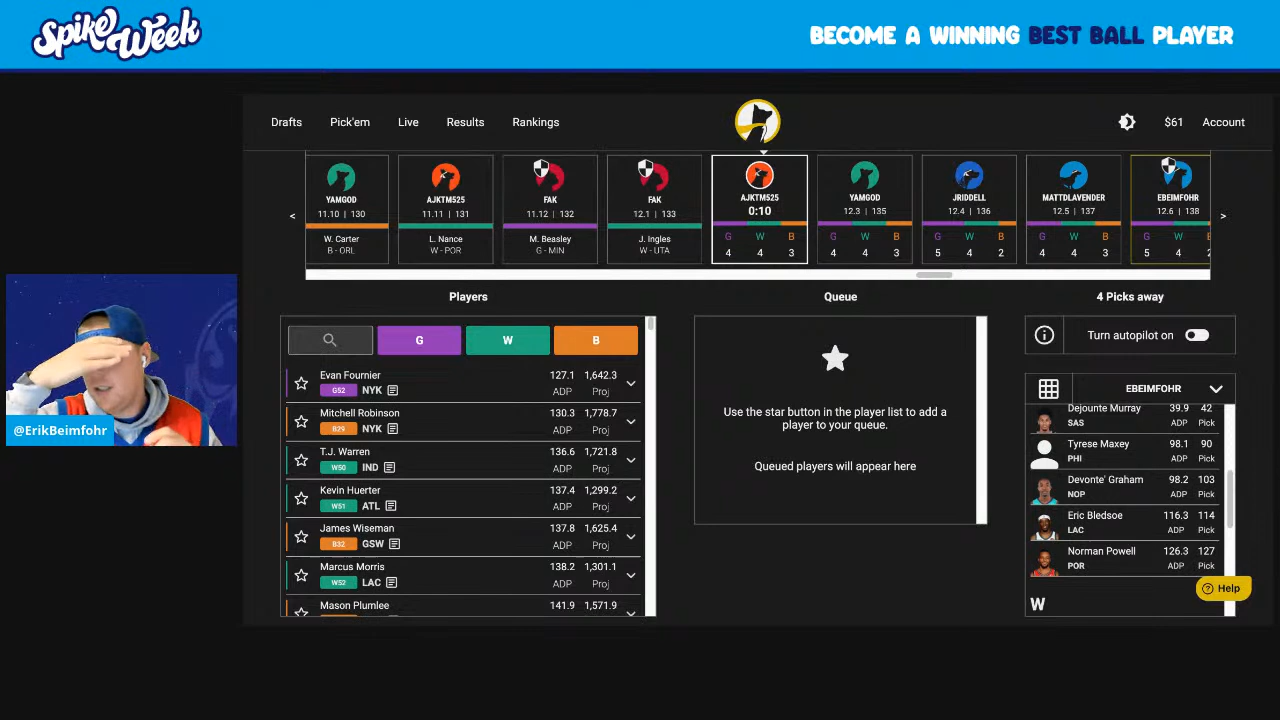 Spike Week
BECOME A WINNING BEST BALL PLAYER
Drafts
Pick'em
Live
Results
Rankings
$61
Account
<
YAMGOD
11.10 | 130
W. Carter
B - ORL
AJKTM525
11.11 | 131
L. Nance
W - POR
FAK
11.12 | 132
M. Beasley
G - MIN
FAK
12.1 | 133
J. Ingles
W - UTA
AJKTM525
0:10
G W B
4 4 3
YAMGOD
12.3 | 135
G W B
4 4 3
JRIDDELL
12.4 | 136
G W B
5 4 2
MATTLAVENDER
12.5 | 137
G W B
4 4 3
EBEIMFOHR
12.6 | 138
G W
5 4
>
Players
G
W
B
Evan Fournier
127.1 1,642.3
G52 NYK
ADP Proj
Mitchell Robinson
130.3 1,778.7
B29 NYK
ADP Proj
T.J. Warren
136.6 1,721.8
W50 IND
ADP Proj
Kevin Huerter
137.4 1,299.2
W51 ATL
ADP Proj
James Wiseman
137.8 1,625.4
B32 GSW
ADP Proj
Marcus Morris
138.2 1,301.1
W52 LAC
ADP Proj
Mason Plumlee
141.9 1,571.9
Queue
Use the star button in the player list to add a
player to your queue.
Queued players will appear here
4 Picks away
Turn autopilot on
EBEIMFOHR
Dejounte Murray
39.9 42
SAS
ADP Pick
Tyrese Maxey
98.1 90
PHI
ADP Pick
Devonte' Graham
98.2 103
NOP
ADP Pick
Eric Bledsoe
116.3 114
LAC
ADP Pick
Norman Powell
126.3 127
POR
ADP Pick
W
Help
@ErikBeimfohr